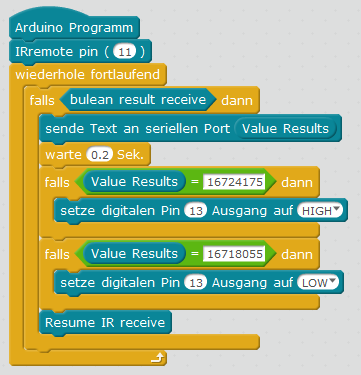 Arduino Programm
IRremote pin ( 11 )
wiederhole fortlaufend
falls bulean result receive dann
sende Text an seriellen Port Value Results
warte 0.2 Sek.
falls Value Results = 16724175 dann
setze digitalen Pin 13 Ausgang auf HIGH
falls Value Results = 16718055 dann
setze digitalen Pin 13 Ausgang auf LOW
Resume IR receive